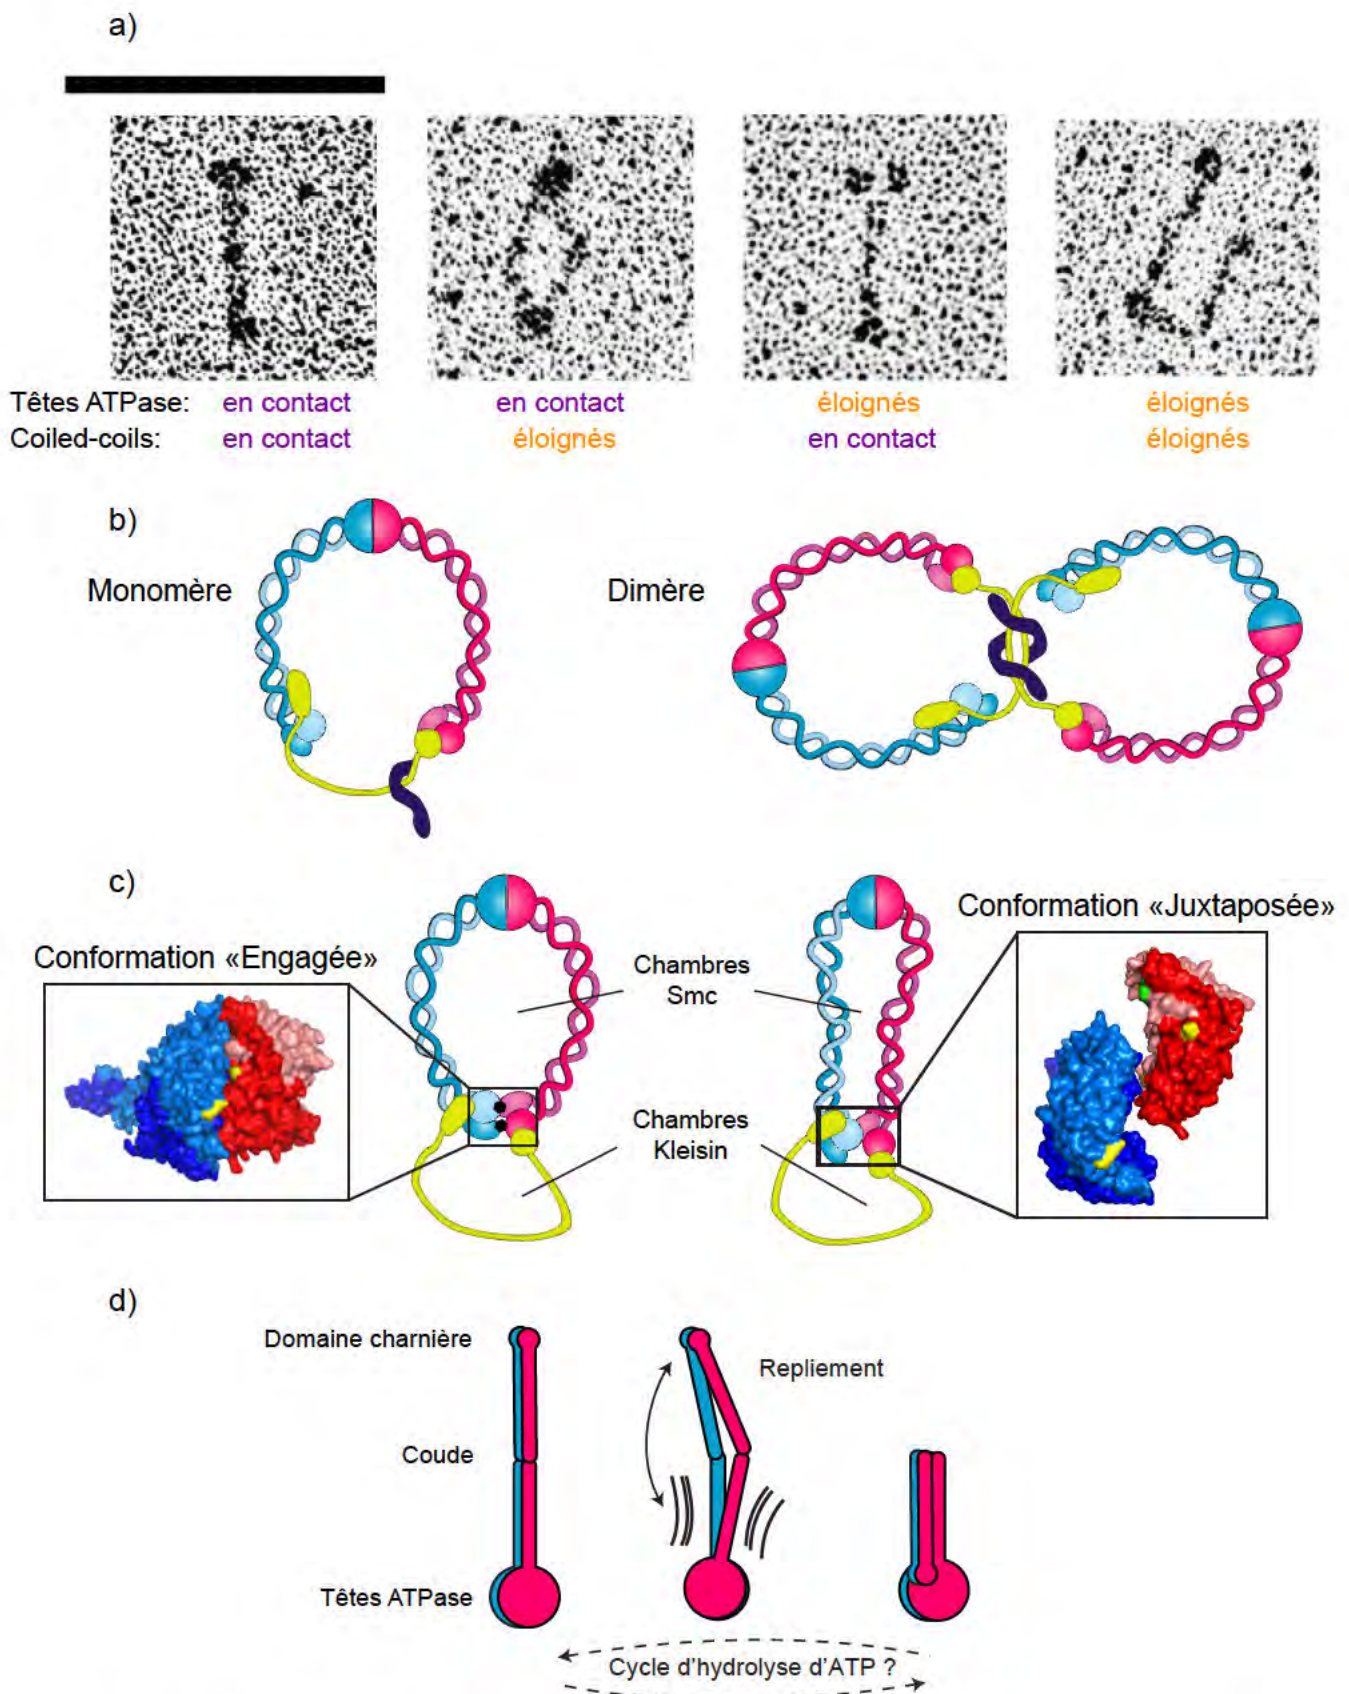 a)
Têtes ATPase: en contact en contact éloignés éloignés
Coiled-coils: en contact éloignés en contact éloignés
b)
Monomère
Dimère
c)
Conformation «Engagée»
Conformation «Juxtaposée»
Chambres
Smc
Chambres
Kleisin
d)
Domaine charnière
Repliement
Coude
Têtes ATPase
Cycle d'hydrolyse d'ATP ?